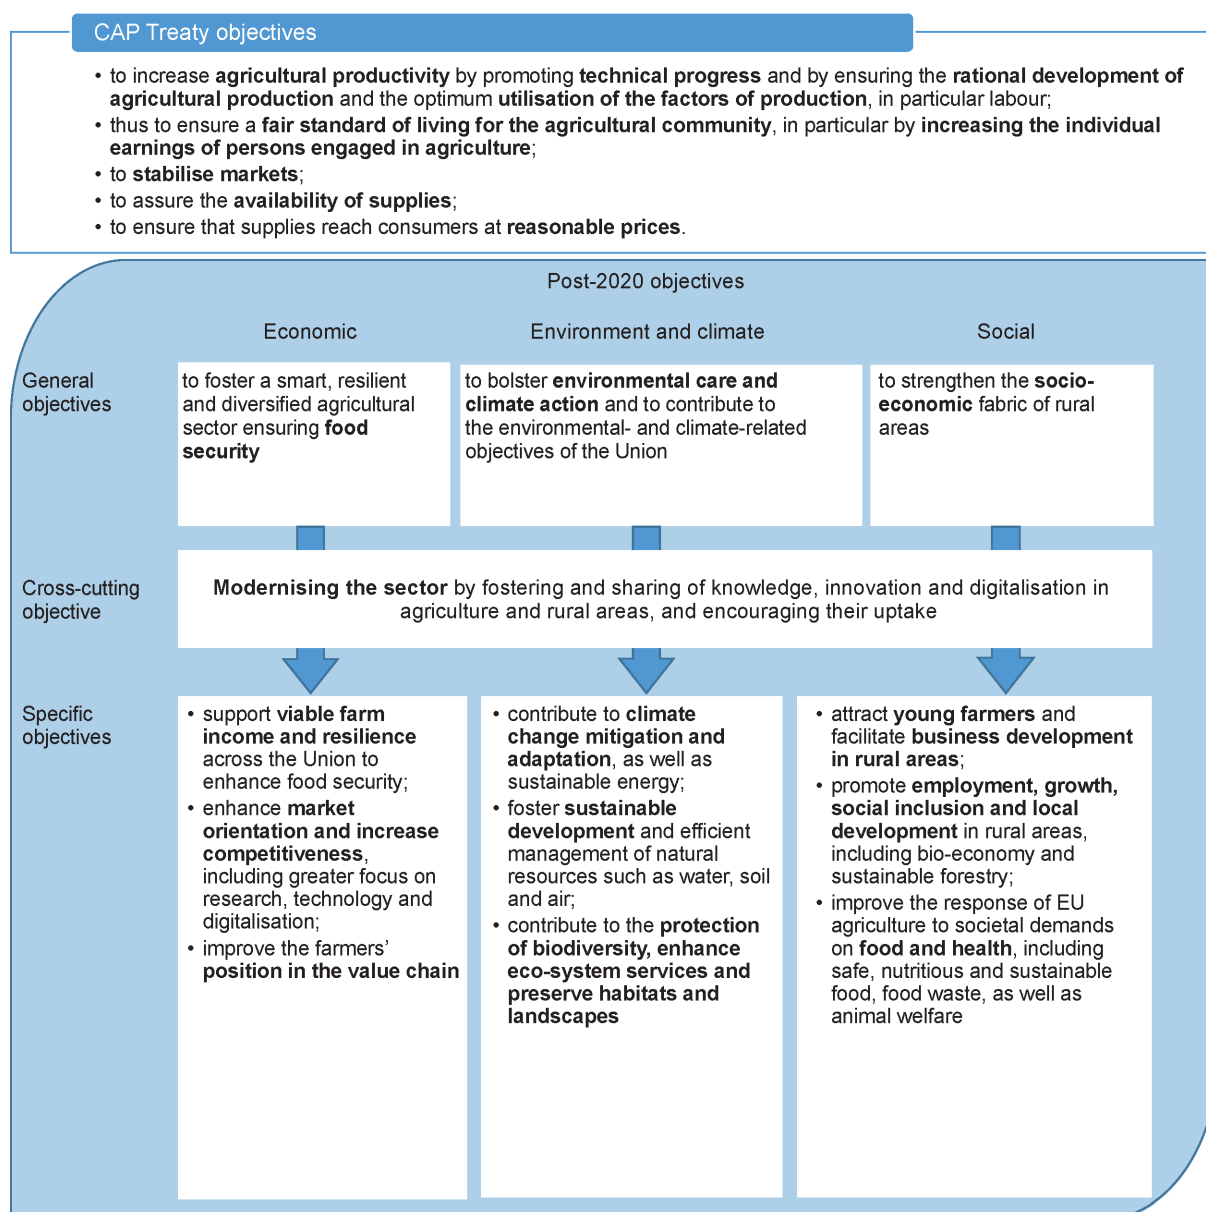 CAP Treaty objectives
• to increase agricultural productivity by promoting technical progress and by ensuring the rational development of
agricultural production and the optimum utilisation of the factors of production, in particular labour;
• thus to ensure a fair standard of living for the agricultural community, in particular by increasing the individual
earnings of persons engaged in agriculture;
• to stabilise markets;
• to assure the availability of supplies;
• to ensure that supplies reach consumers at reasonable prices.
Post-2020 objectives
Economic
Environment and climate
Social
General
objectives
to foster a smart, resilient
and diversified agricultural
sector ensuring food
security
to bolster environmental care and
climate action and to contribute to
the environmental- and climate-related
objectives of the Union
to strengthen the socio-
economic fabric of rural
areas
Cross-cutting
objective
Modernising the sector by fostering and sharing of knowledge, innovation and digitalisation in
agriculture and rural areas, and encouraging their uptake
Specific
objectives
• support viable farm
income and resilience
across the Union to
enhance food security;
• enhance market
orientation and increase
competitiveness,
including greater focus on
research, technology and
digitalisation;
• improve the farmers’
position in the value chain
• contribute to climate
change mitigation and
adaptation, as well as
sustainable energy;
• foster sustainable
development and efficient
management of natural
resources such as water, soil
and air;
• contribute to the protection
of biodiversity, enhance
eco-system services and
preserve habitats and
landscapes
• attract young farmers and
facilitate business development
in rural areas;
• promote employment, growth,
social inclusion and local
development in rural areas,
including bio-economy and
sustainable forestry;
• improve the response of EU
agriculture to societal demands
on food and health, including
safe, nutritious and sustainable
food, food waste, as well as
animal welfare